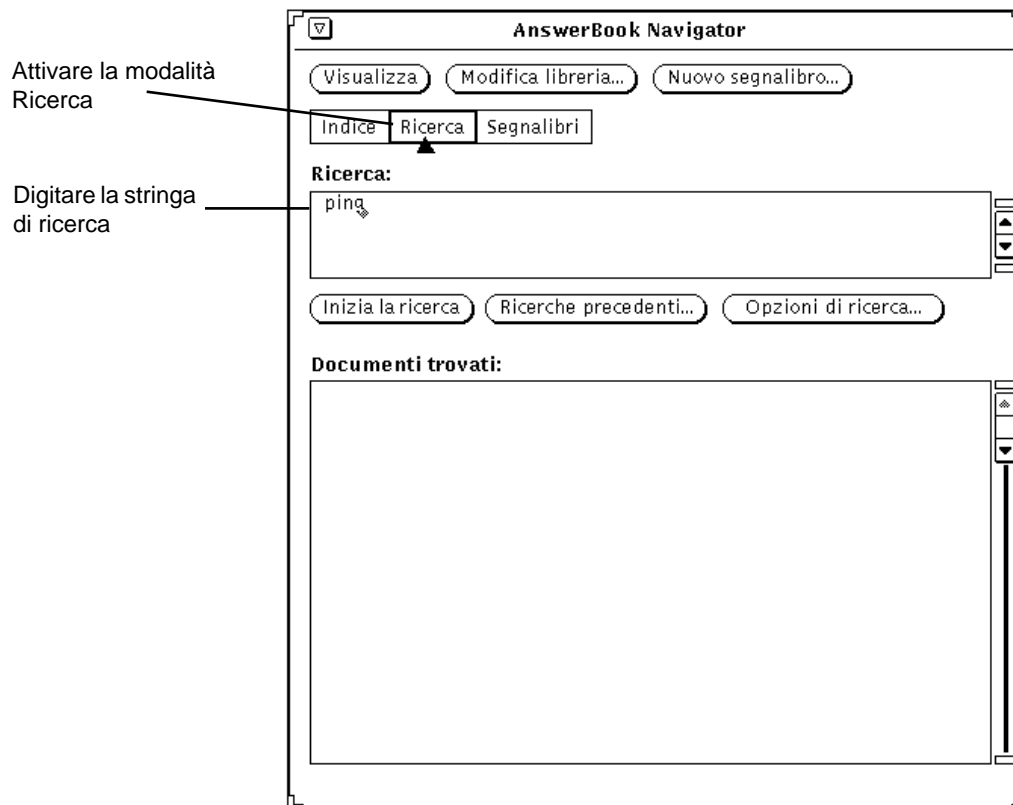 AnswerBook Navigator
Visualizza Modifica libreria... Nuovo segnalibro...
Attivare la modalità
Ricerca
Indice Ricerca Segnalibri
Ricerca:
Digitare la stringa
di ricerca
ping
Inizia la ricerca Ricerche precedenti... Opzioni di ricerca...
Documenti trovati: